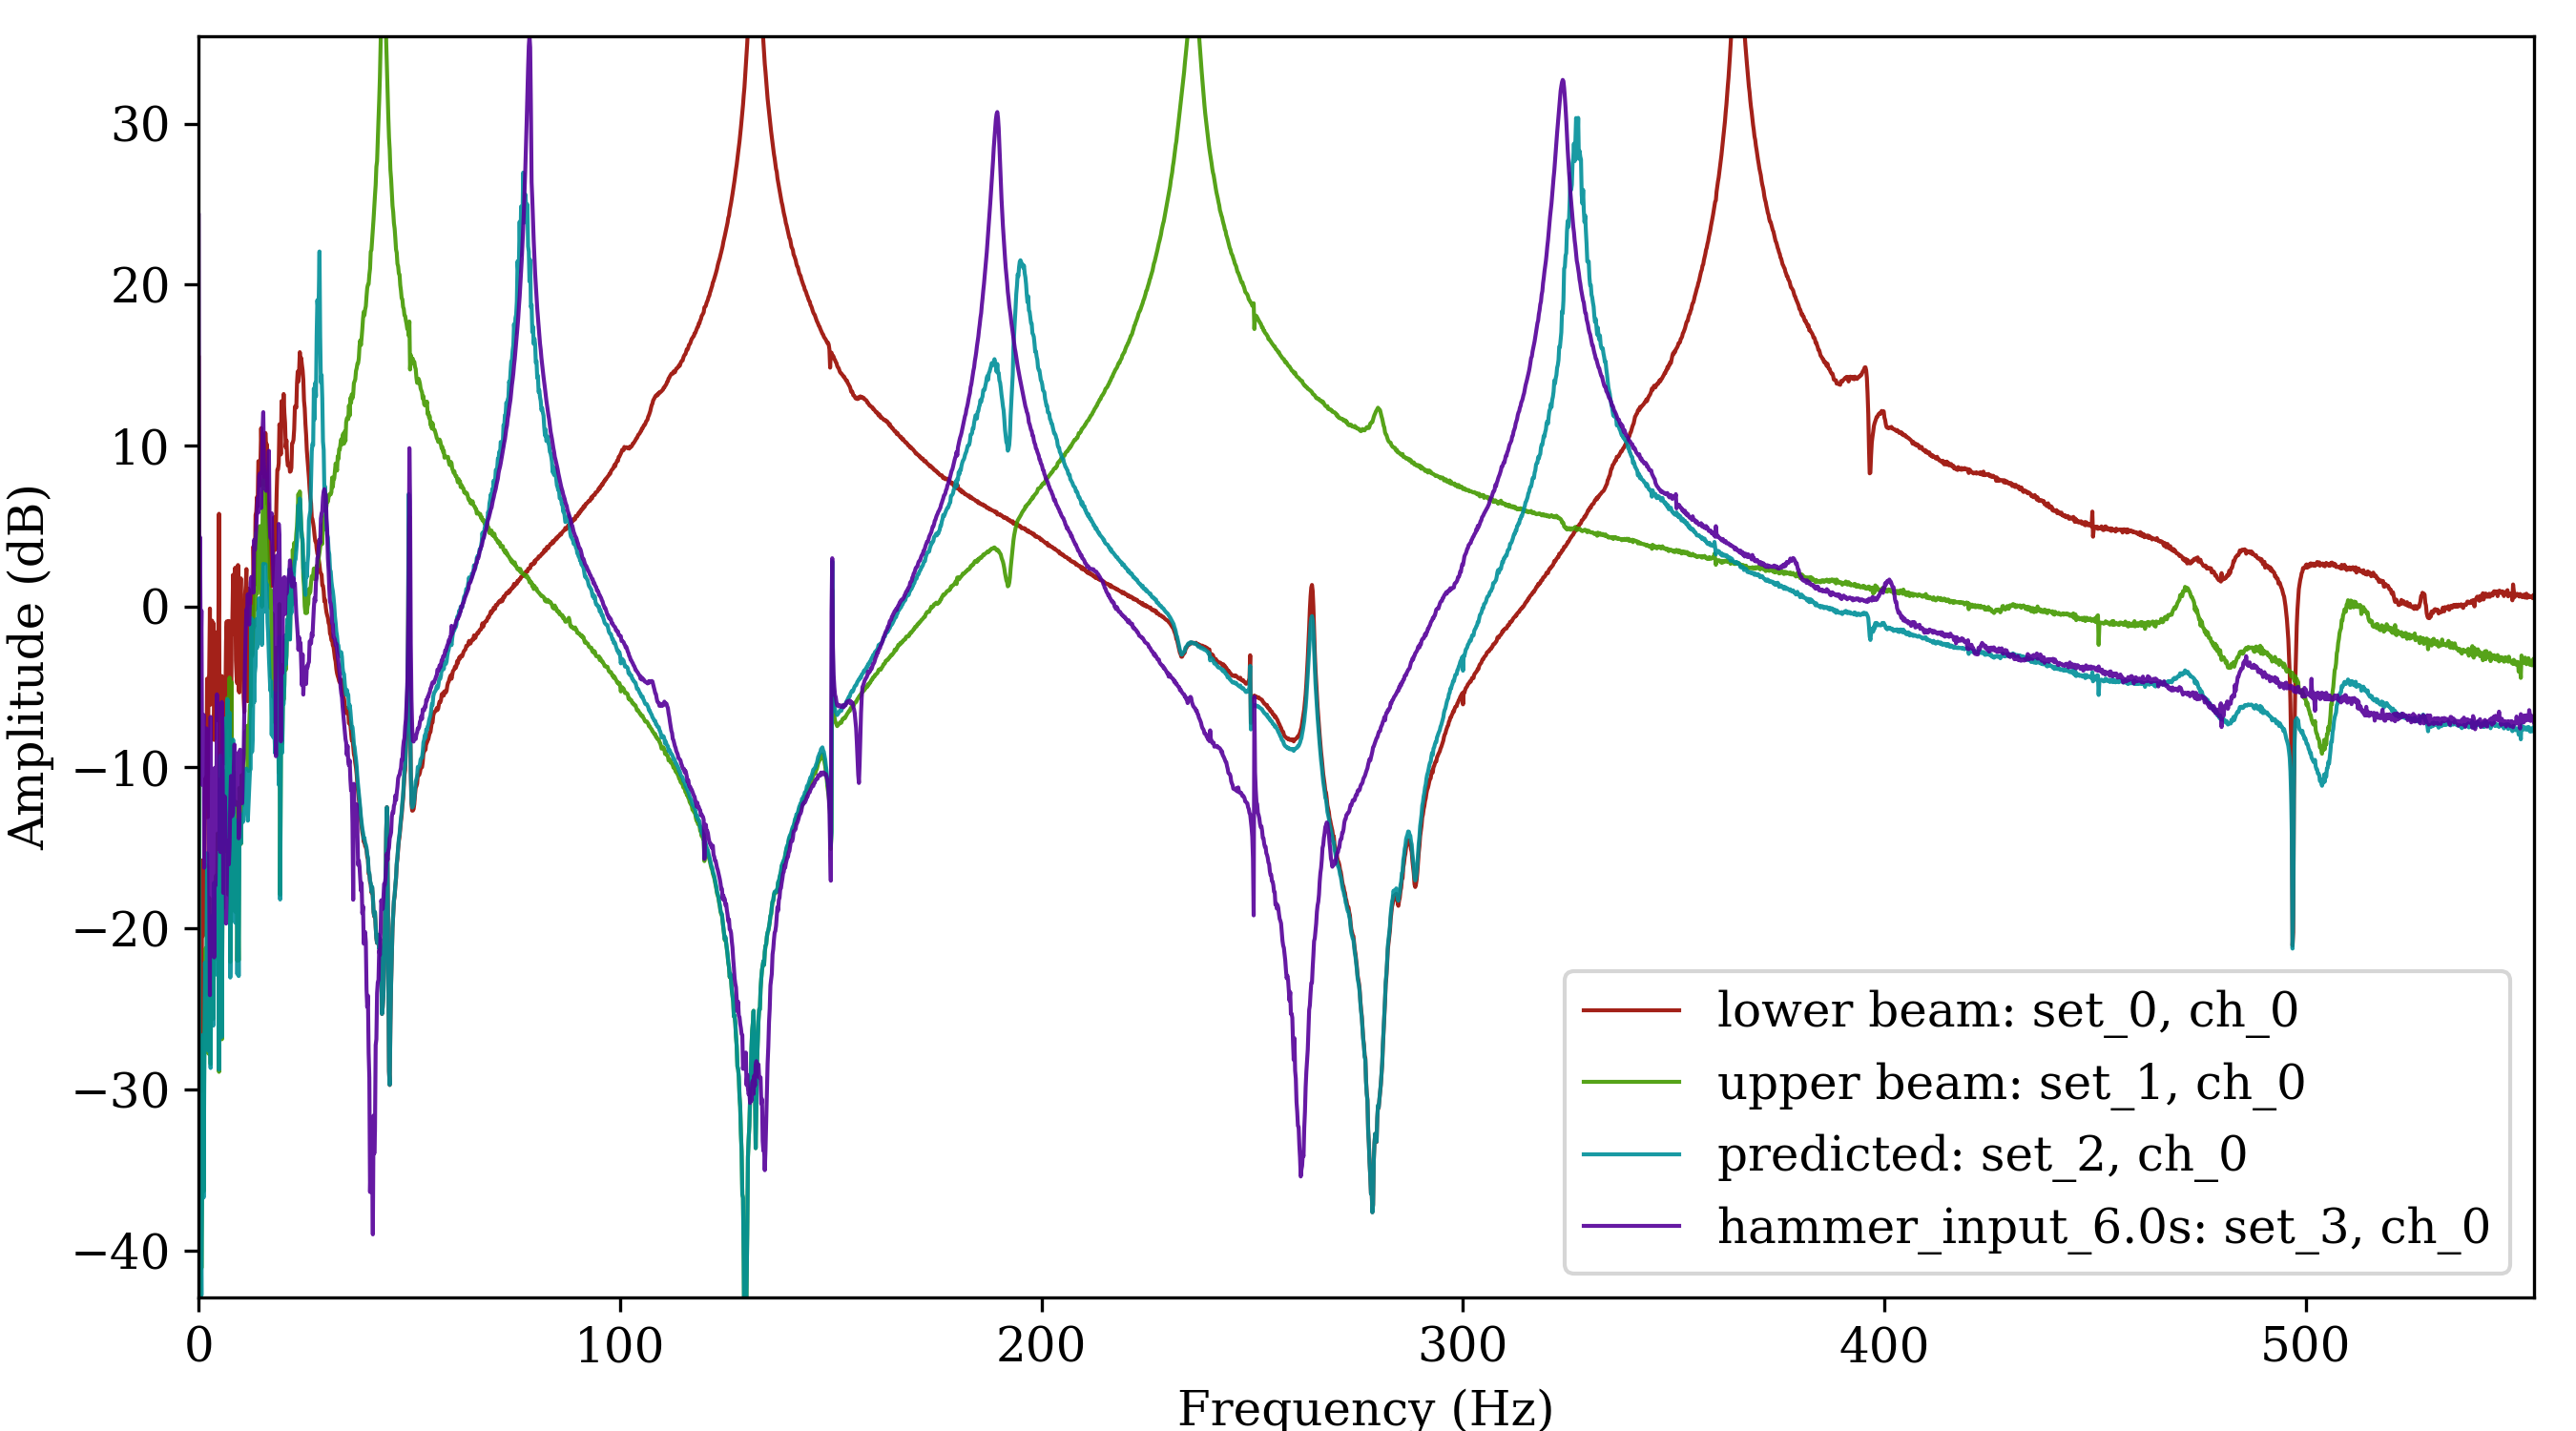 30
20
10
0
−10
−20
−30
−40
Amplitude (dB)
0 100 200 300 400 500
Frequency (Hz)
lower beam: set_0, ch_0
upper beam: set_1, ch_0
predicted: set_2, ch_0
hammer_input_6.0s: set_3, ch_0